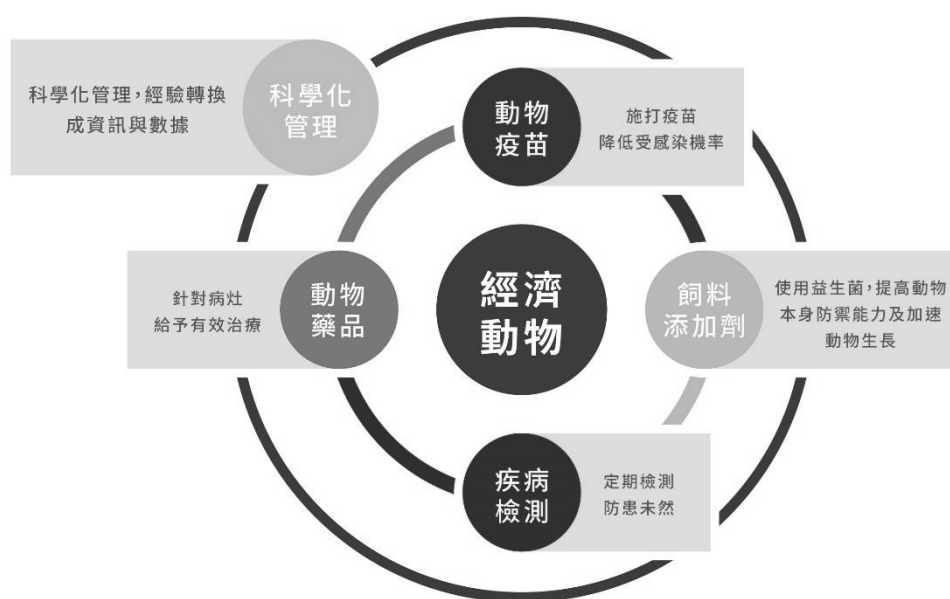 科學化管理,經驗轉換
成資訊與數據
科學化
管理
動物
疫苗
施打疫苗
降低受感染機率
針對病灶
給予有效治療
動物
藥品
經濟
動物
飼料
添加劑
使用益生菌,提高動物
本身防禦能力及加速
動物生長
疾病
檢測
定期檢測
防患未然